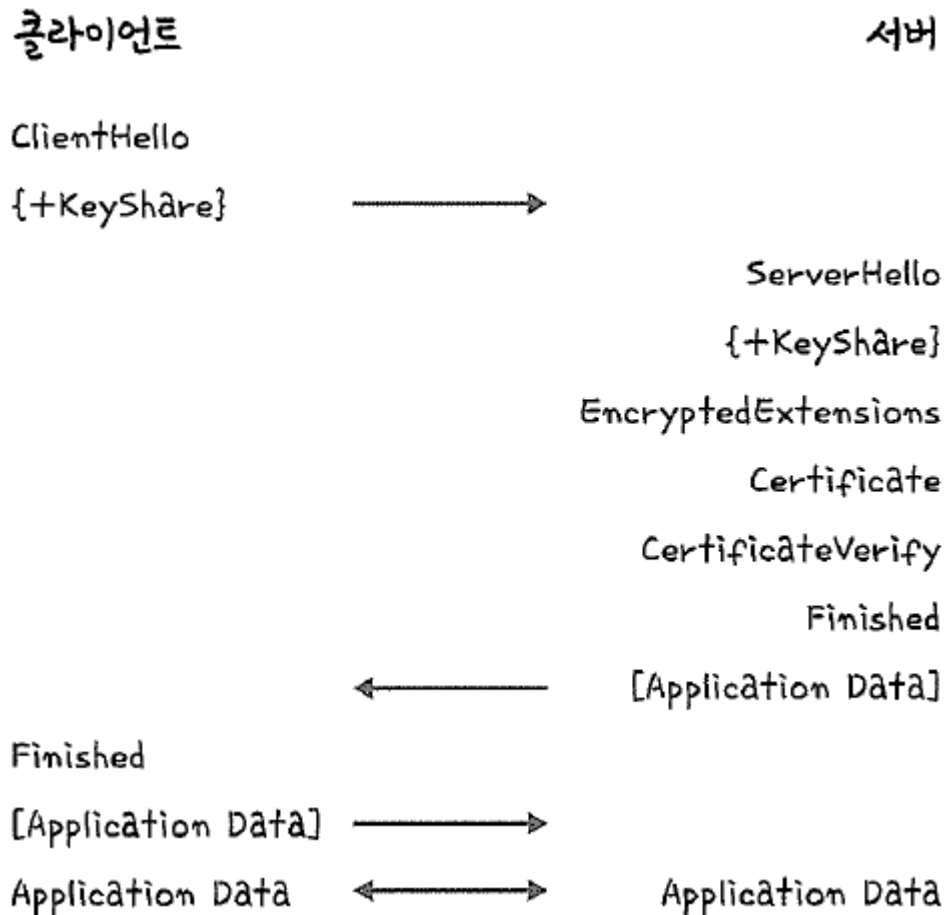 클라이언트 서버
ClientHello
{+KeyShare}
ServerHello
{+KeyShare}
EncryptedExtensions
Certificate
CertificateVerify
Finished
[Application Data]
Finished
[Application Data]
Application Data Application Data